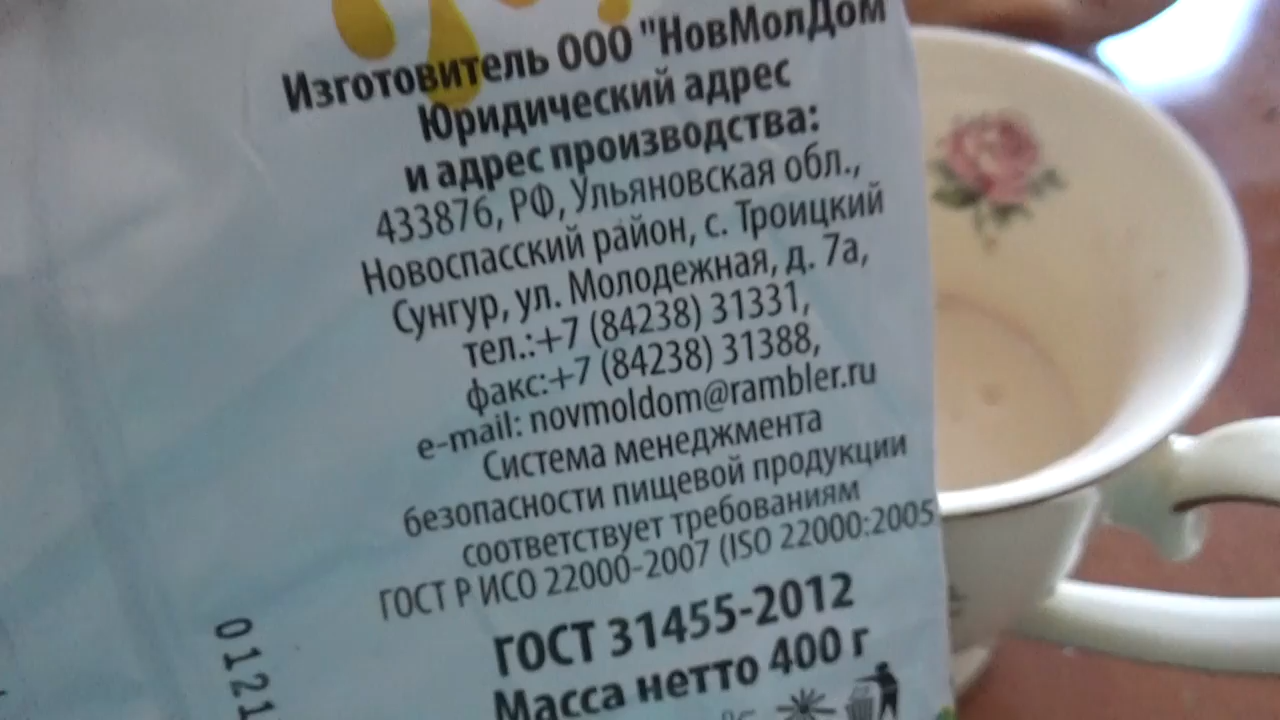 Изготовитель ООО "НовМолДом
Юридический адрес
и адрес производства:
433876, РФ, Ульяновская обл.,
Новоспасский район, с. Троицкий
Сунгур, ул. Молодежная, д. 7а,
тел.:+7 (84238) 31331,
факс:+7 (84238) 31388,
e-mail: novmoldom@rambler.ru
Система менеджмента
безопасности пищевой продукции
соответствует требованиям
ГОСТ Р ИСО 22000-2007 (ISO 22000:2005
ГОСТ 31455-2012
Масса нетто 400 г
0121